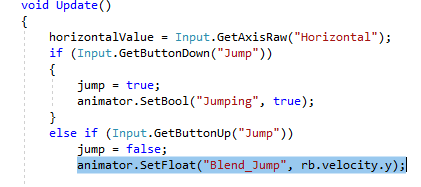 void Update()
{
horizontalValue = Input.GetAxisRaw("Horizontal");
if (Input.GetButtonDown("Jump"))
{
jump = true;
animator.SetBool("Jumping", true);
}
else if (Input.GetButtonUp("Jump"))
jump = false;
animator.SetFloat("Blend_Jump", rb.velocity.y);